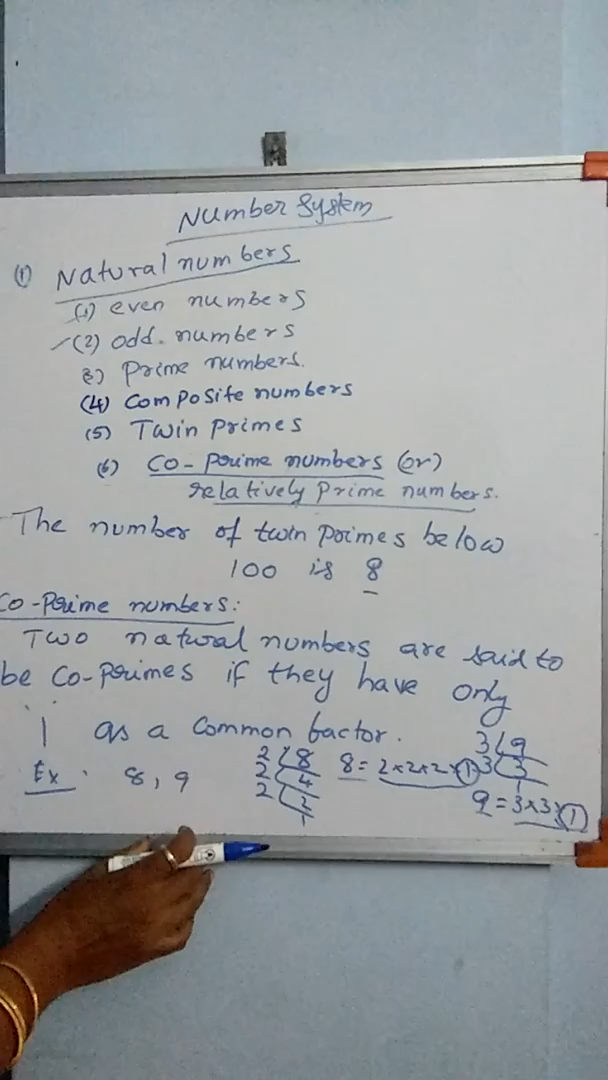 Number System
(1) Natural numbers
(1) even numbers
(2) odd. numbers
3) Prime numbers.
(4) Composite numbers
(5) Twin Primes
(6) Co-prime numbers (or)
relatively prime numbers.
The number of twin primes below
100 is 8
Co-Prime numbers:
Two natural numbers are said to
be Co-primes if they have only
1 as a Common factor.
Ex. 8, 9
2 8
2 4
2 2
1
8 = 2×2×2×1
3 9
3 3
1
9 = 3×3×1